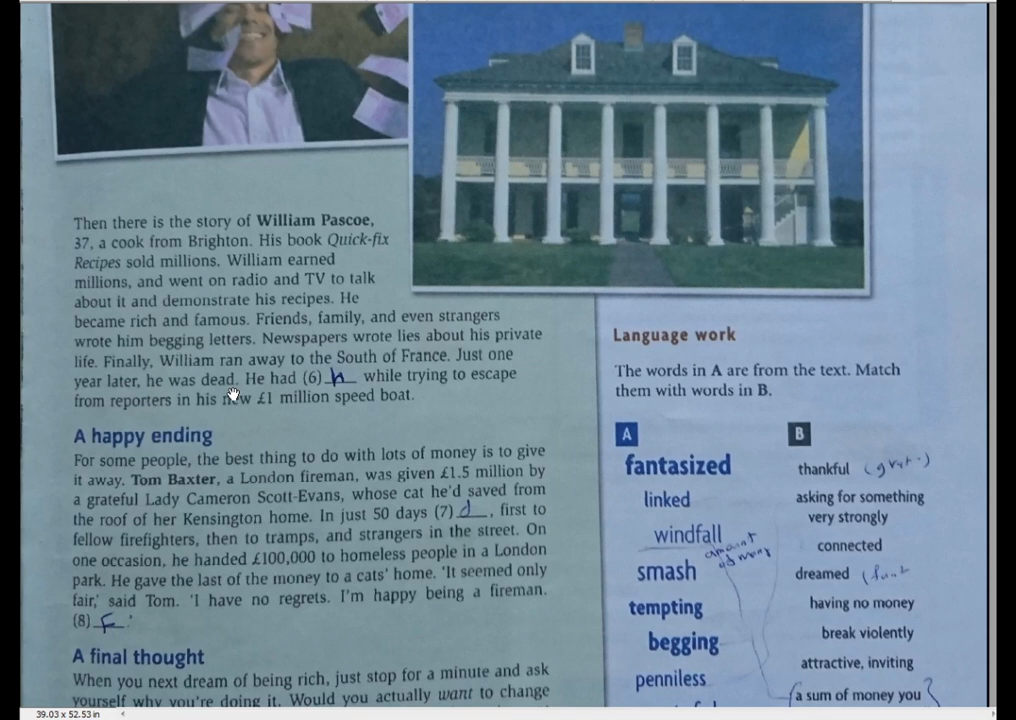 Then there is the story of William Pascoe,
37, a cook from Brighton. His book Quick-fix
Recipes sold millions. William earned
millions, and went on radio and TV to talk
about it and demonstrate his recipes. He
became rich and famous. Friends, family, and even strangers
wrote him begging letters. Newspapers wrote lies about his private
life. Finally, William ran away to the South of France. Just one
year later, he was dead. He had (6) h while trying to escape
from reporters in his new £1 million speed boat.
A happy ending
For some people, the best thing to do with lots of money is to give
it away. Tom Baxter, a London fireman, was given £1.5 million by
a grateful Lady Cameron Scott-Evans, whose cat he'd saved from
the roof of her Kensington home. In just 50 days (7) d , first to
fellow firefighters, then to tramps, and strangers in the street. On
one occasion, he handed £100,000 to homeless people in a London
park. He gave the last of the money to a cats' home. 'It seemed only
fair,' said Tom. 'I have no regrets. I'm happy being a fireman.
(8) f .'
A final thought
When you next dream of being rich, just stop for a minute and ask
yourself why you're doing it. Would you actually want to change
Language work
The words in A are from the text. Match
them with words in B.
A
fantasized
linked
windfall
amount
of money
smash
tempting
begging
penniless
B
thankful
asking for something
very strongly
connected
dreamed
having no money
break violently
attractive, inviting
(a sum of money you
39.03 x 52.53 in